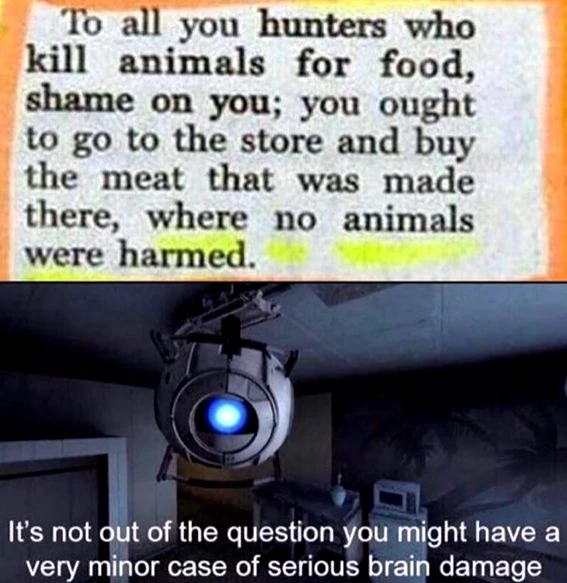 To all you hunters who
kill animals for food,
shame on you; you ought
to go to the store and buy
the meat that was made
there, where no animals
were harmed.
It's not out of the question you might have a
very minor case of serious brain damage